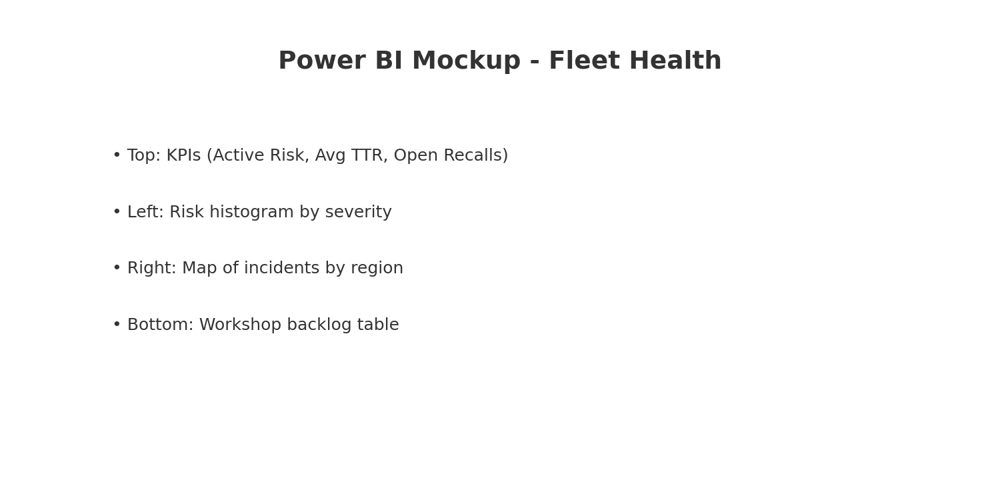 Power BI Mockup - Fleet Health
• Top: KPIs (Active Risk, Avg TTR, Open Recalls)
• Left: Risk histogram by severity
• Right: Map of incidents by region
• Bottom: Workshop backlog table